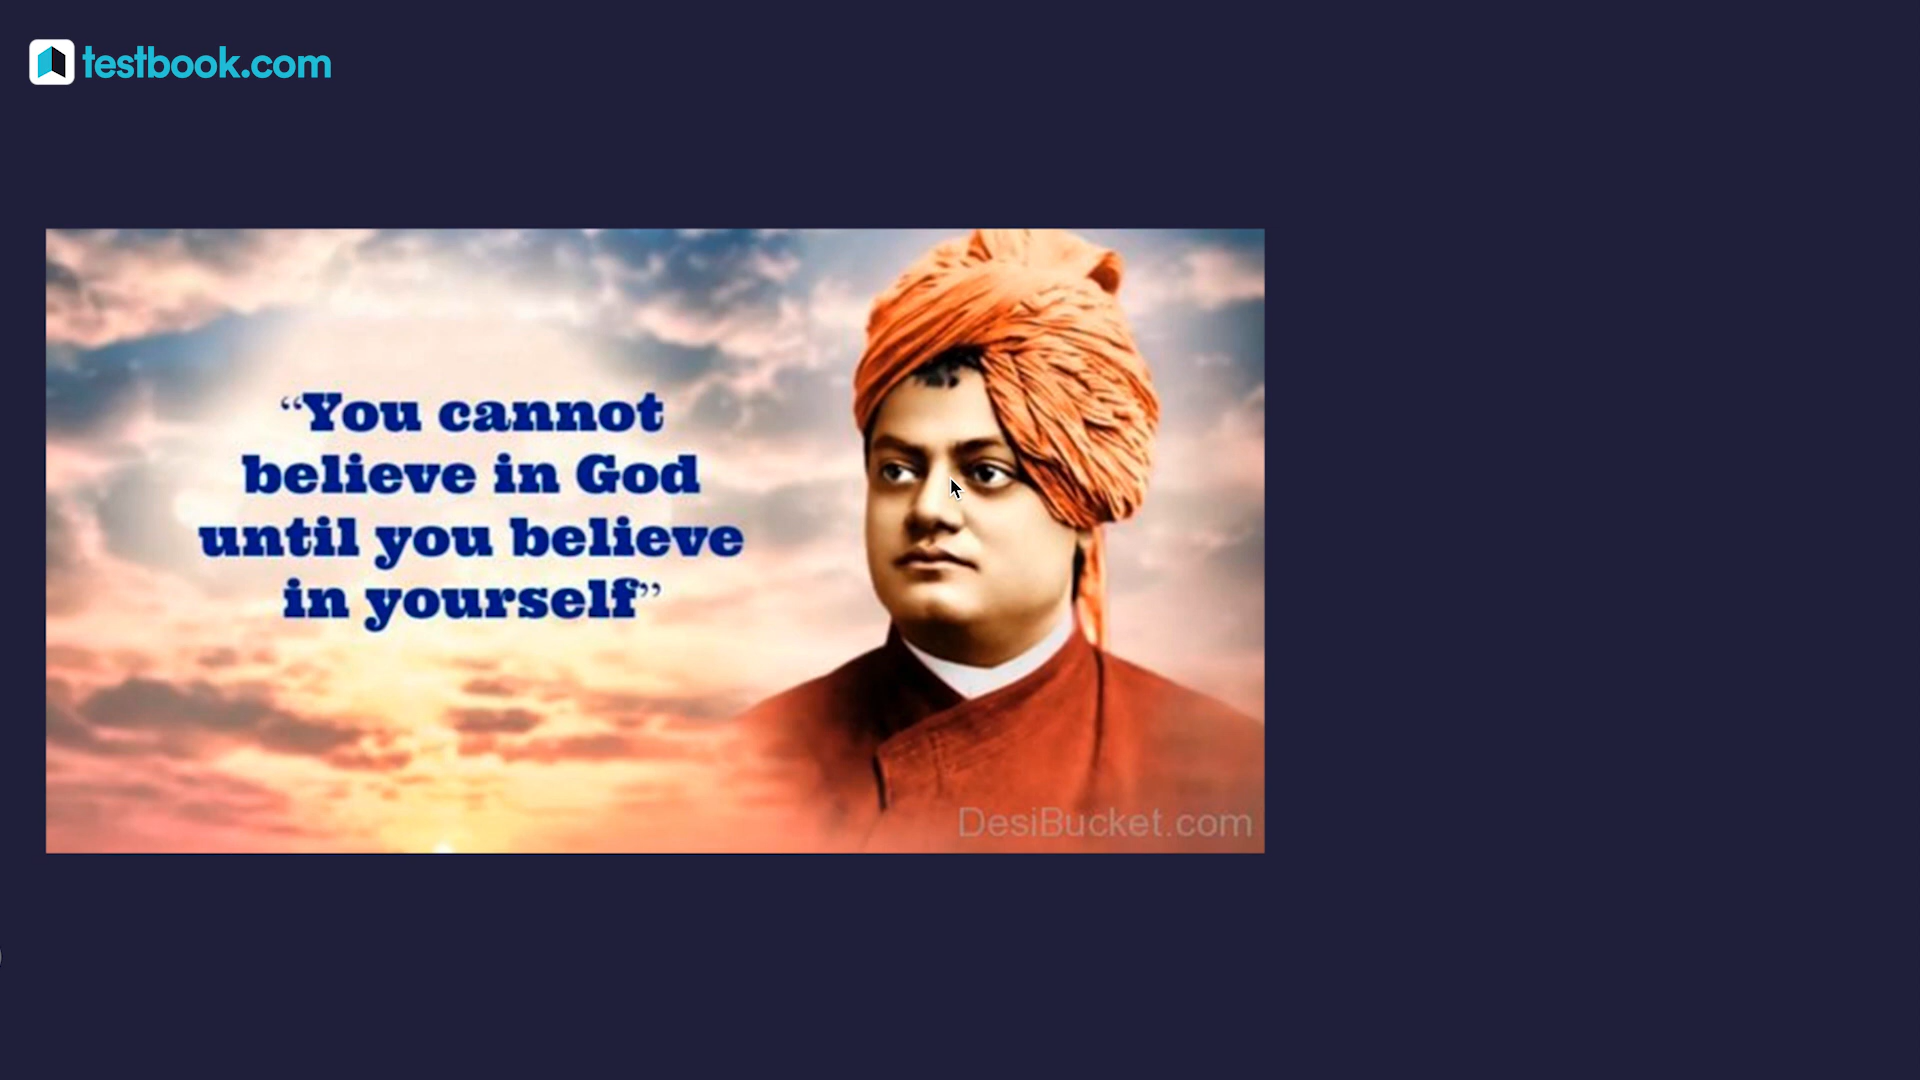 testbook.com
“You cannot
believe in God
until you believe
in yourself”
DesiBucket.com